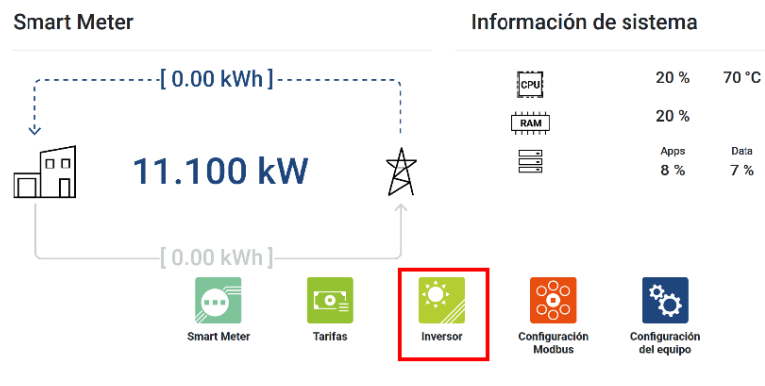 Smart Meter
Información de sistema
[ 0.00 kWh ]
CPU
20 %
70 °C
11.100 kW
RAM
20 %
Apps
Data
8 %
7 %
[ 0.00 kWh ]
Smart Meter
Tarifas
Inversor
Configuración
Modbus
Configuración
del equipo